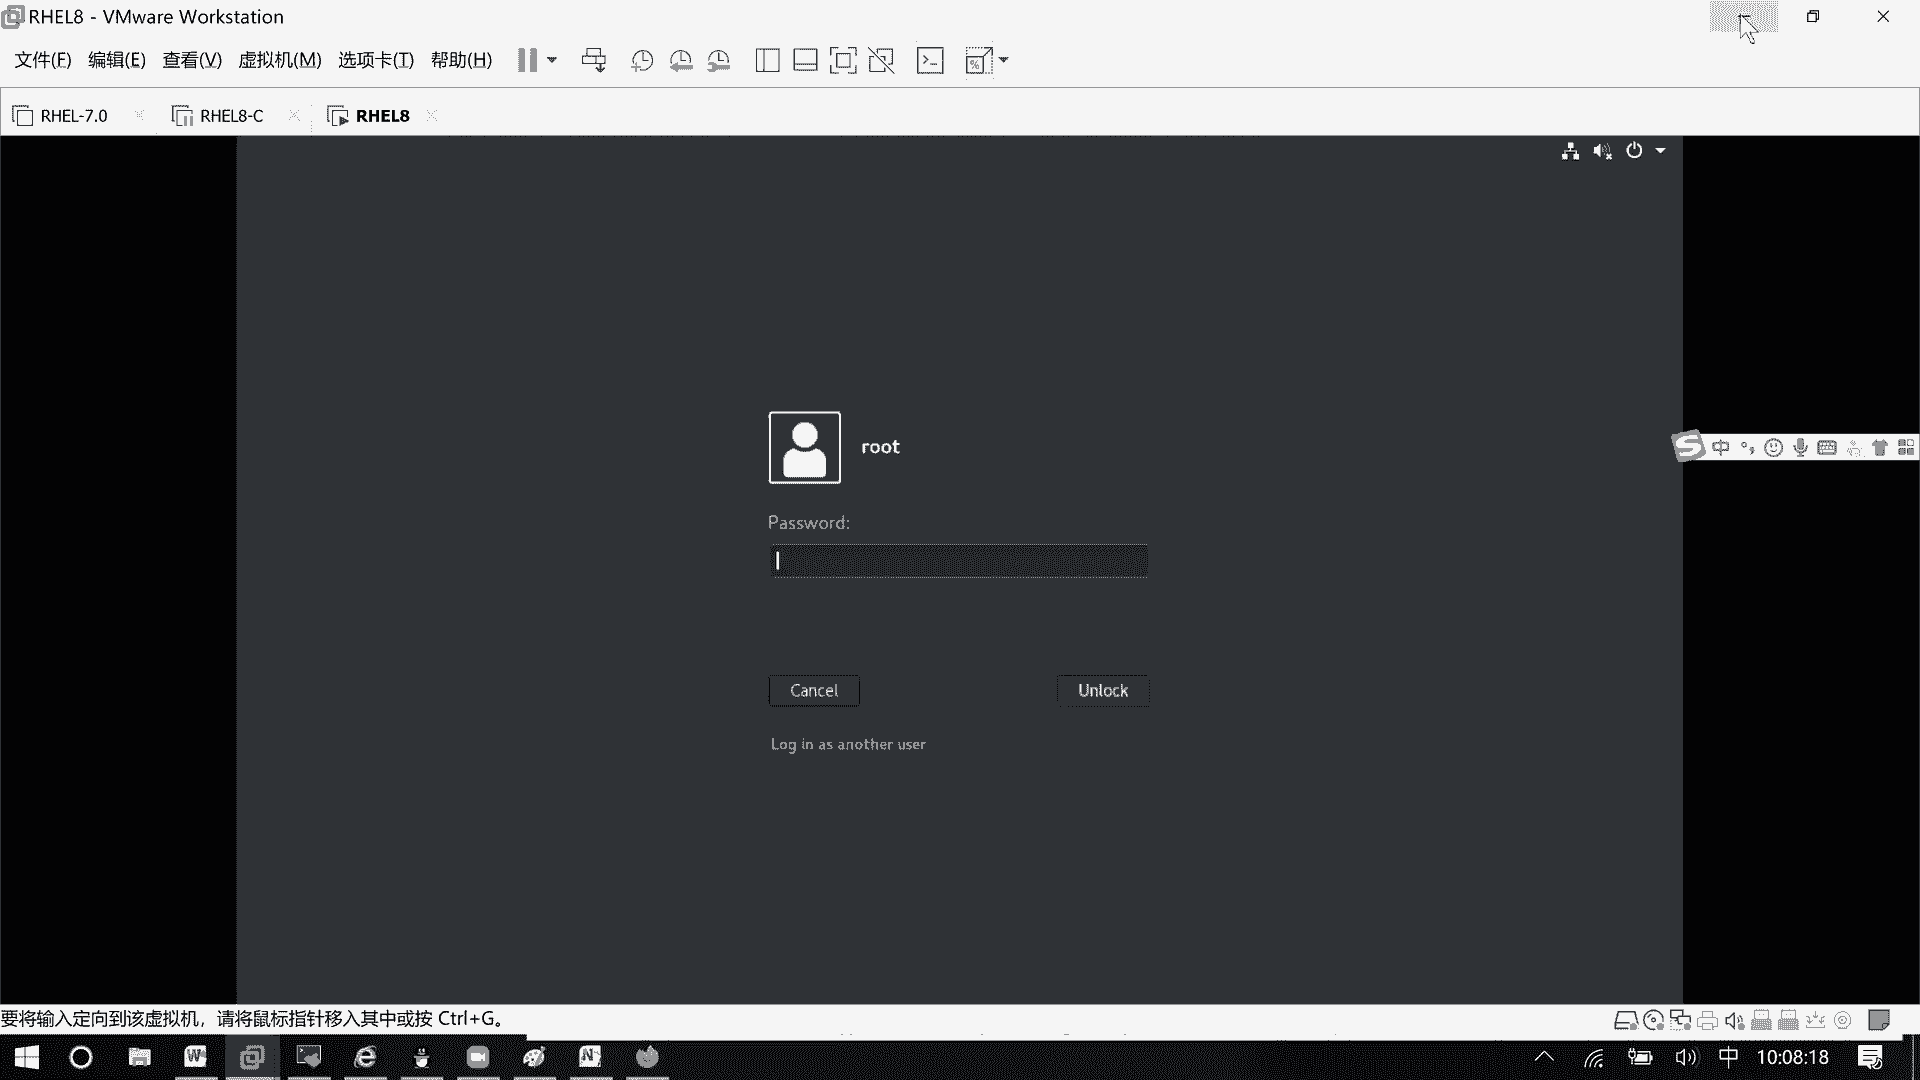 RHEL8 - VMware Workstation
文件(F) 编辑(E) 查看(V) 虚拟机(M) 选项卡(T) 帮助(H)
RHEL-7.0 RHEL8-C RHEL8
root
Password:
Cancel Unlock
Log in as another user
中
要将输入定向到该虚拟机，请将鼠标指针移入其中或按 Ctrl+G。
中 10:08:18